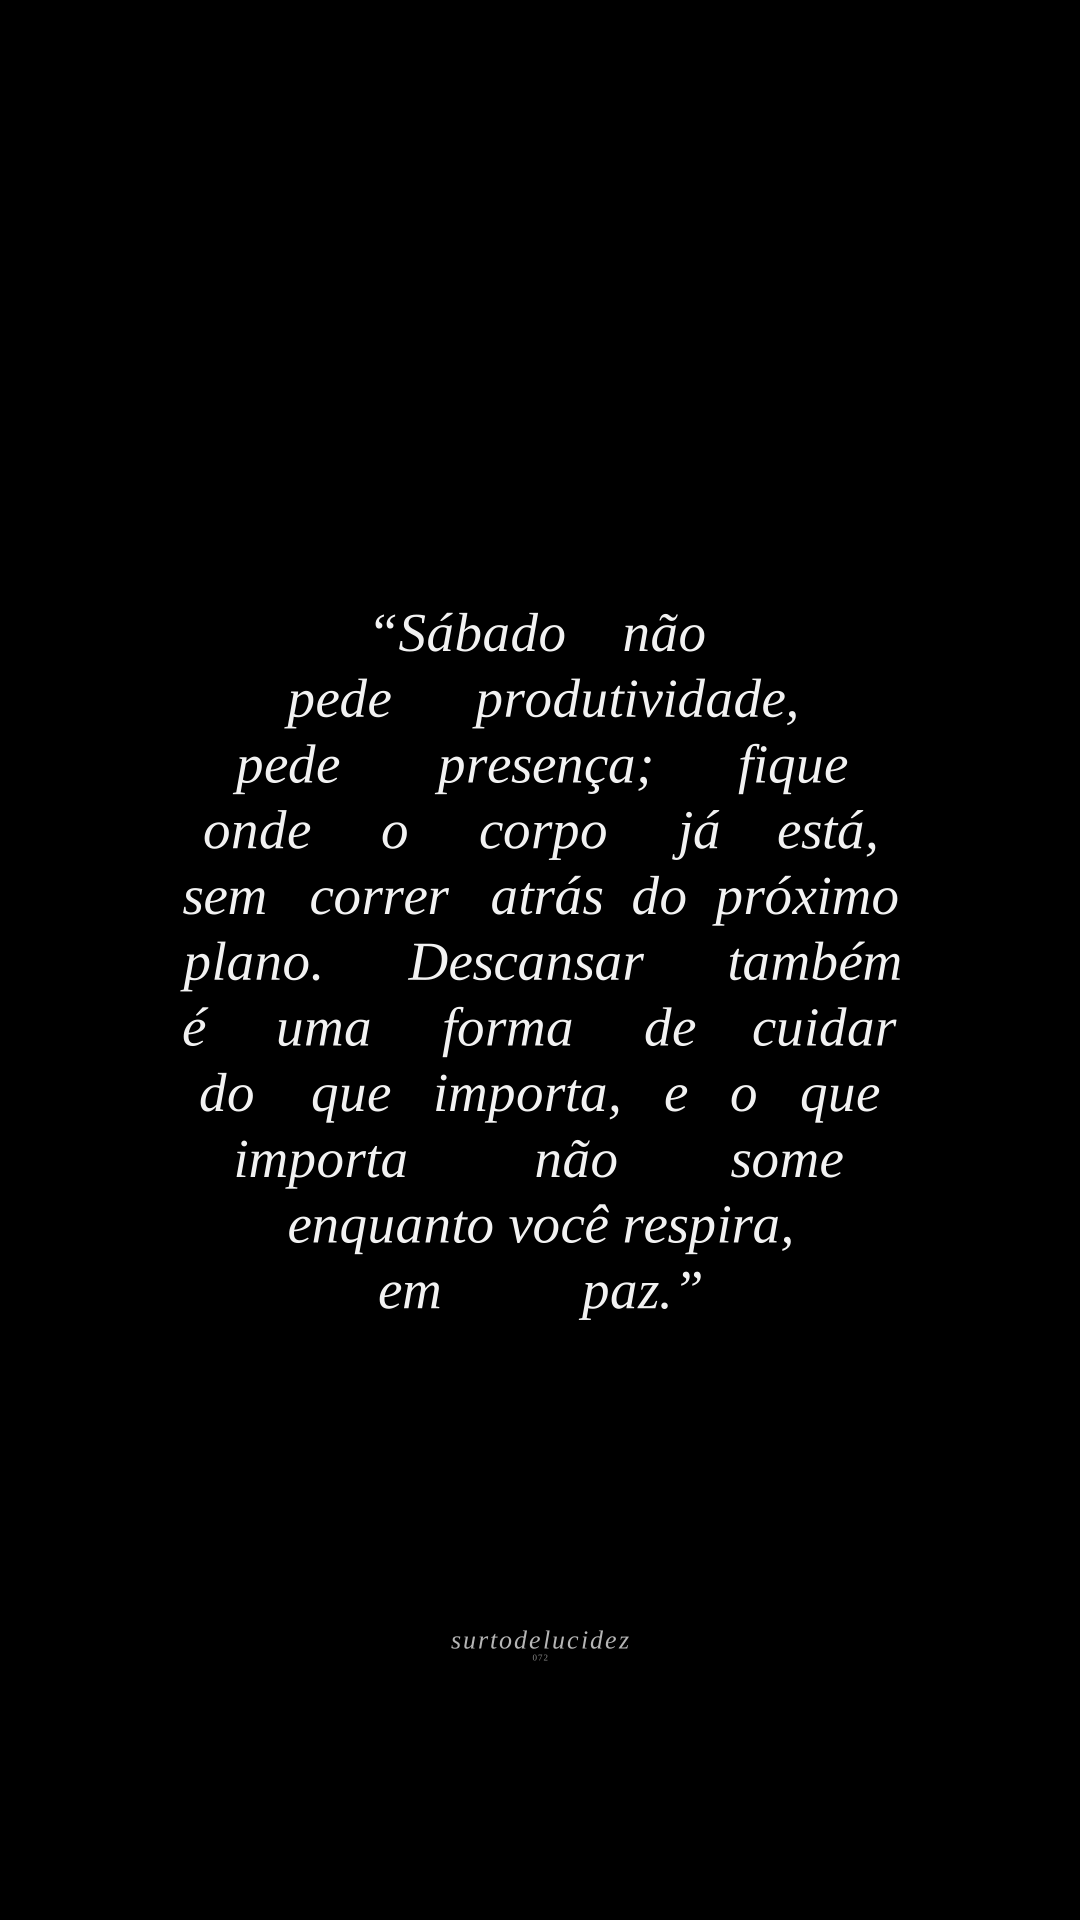 “Sábado não
pede produtividade,
pede presença; fique
onde o corpo já está,
sem correr atrás do próximo
plano. Descansar também
é uma forma de cuidar
do que importa, e o que
importa não some
enquanto você respira,
em paz.”
surtodelucidez
072